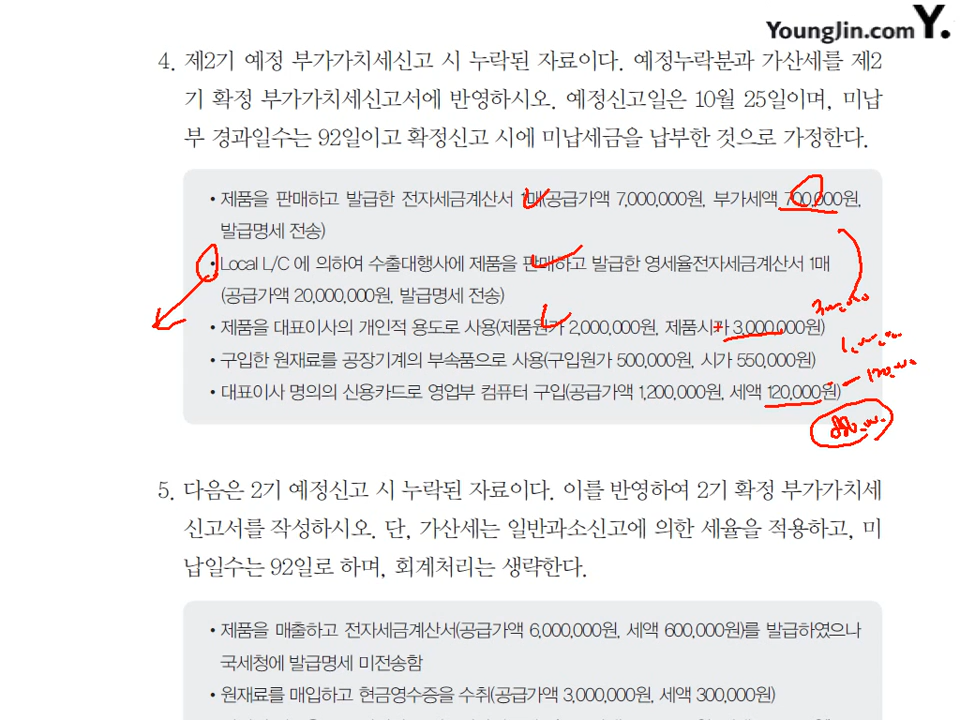 YoungJin.com Y.
4. 제2기 예정 부가가치세신고 시 누락된 자료이다. 예정누락분과 가산세를 제2
기 확정 부가가치세신고서에 반영하시오. 예정신고일은 10월 25일이며, 미납
부 경과일수는 92일이고 확정신고 시에 미납세금을 납부한 것으로 가정한다.
• 제품을 판매하고 발급한 전자세금계산서 1매(공급가액 7,000,000원, 부가세액 700,000원,
발급명세 전송)
• Local L/C 에 의하여 수출대행사에 제품을 판매하고 발급한 영세율전자세금계산서 1매
(공급가액 20,000,000원, 발급명세 전송)
• 제품을 대표이사의 개인적 용도로 사용(제품원가 2,000,000원, 제품시가 3,000,000원)
• 구입한 원재료를 공장기계의 부속품으로 사용(구입원가 500,000원, 시가 550,000원)
• 대표이사 명의의 신용카드로 영업부 컴퓨터 구입(공급가액 1,200,000원, 세액 120,000원)
5. 다음은 2기 예정신고 시 누락된 자료이다. 이를 반영하여 2기 확정 부가가치세
신고서를 작성하시오. 단, 가산세는 일반과소신고에 의한 세율을 적용하고, 미
납일수는 92일로 하며, 회계처리는 생략한다.
• 제품을 매출하고 전자세금계산서(공급가액 6,000,000원, 세액 600,000원)를 발급하였으나
국세청에 발급명세 미전송함
• 원재료를 매입하고 현금영수증을 수취(공급가액 3,000,000원, 세액 300,000원)